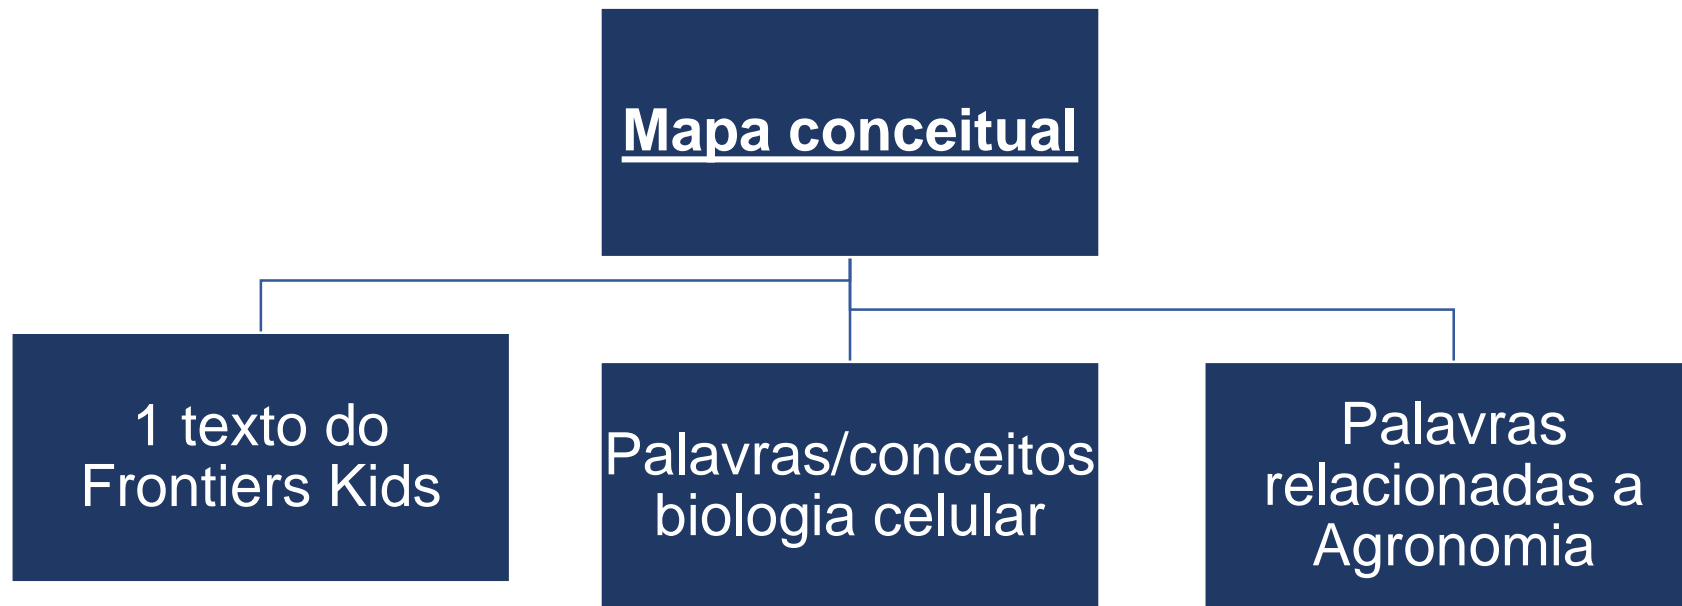 Mapa conceitual
1 texto do
Frontiers Kids
Palavras/conceitos
biologia celular
Palavras
relacionadas a
Agronomia